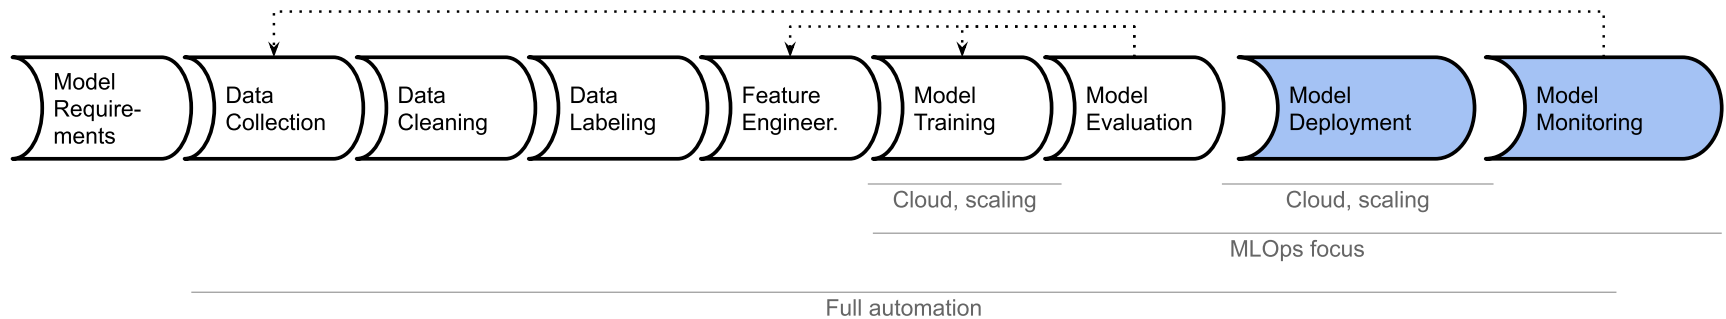 Model
Require-
ments
Data
Collection
Data
Cleaning
Data
Labeling
Feature
Engineer.
Model
Training
Model
Evaluation
Model
Deployment
Model
Monitoring
Cloud, scaling
Cloud, scaling
MLOps focus
Full automation